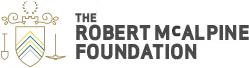 THE
ROBERT McALPINE
FOUNDATION